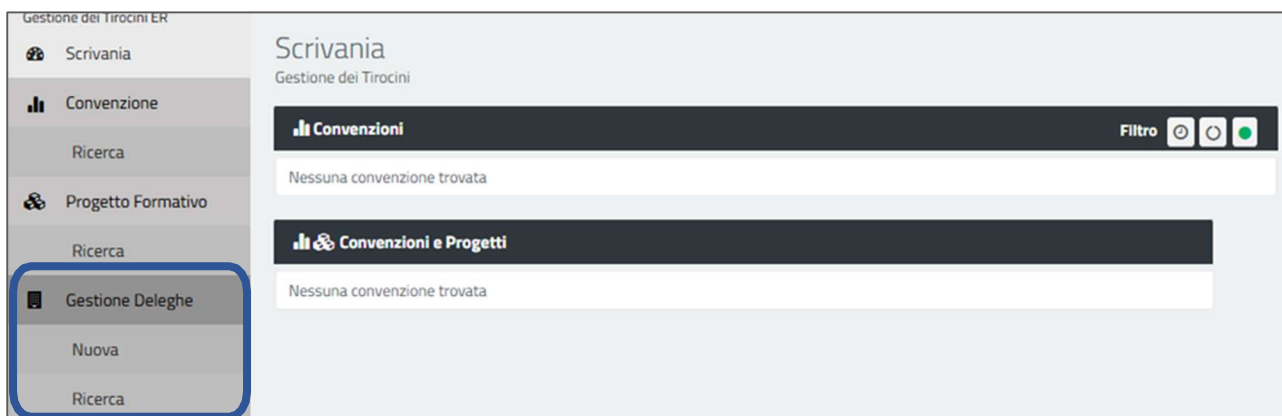 Gestione dei Tirocini ER
Scrivania
Convenzione
Ricerca
Progetto Formativo
Ricerca
Gestione Deleghe
Nuova
Ricerca
Scrivania
Gestione dei Tirocini
Convenzioni
Filtro
Nessuna convenzione trovata
Convenzioni e Progetti
Nessuna convenzione trovata